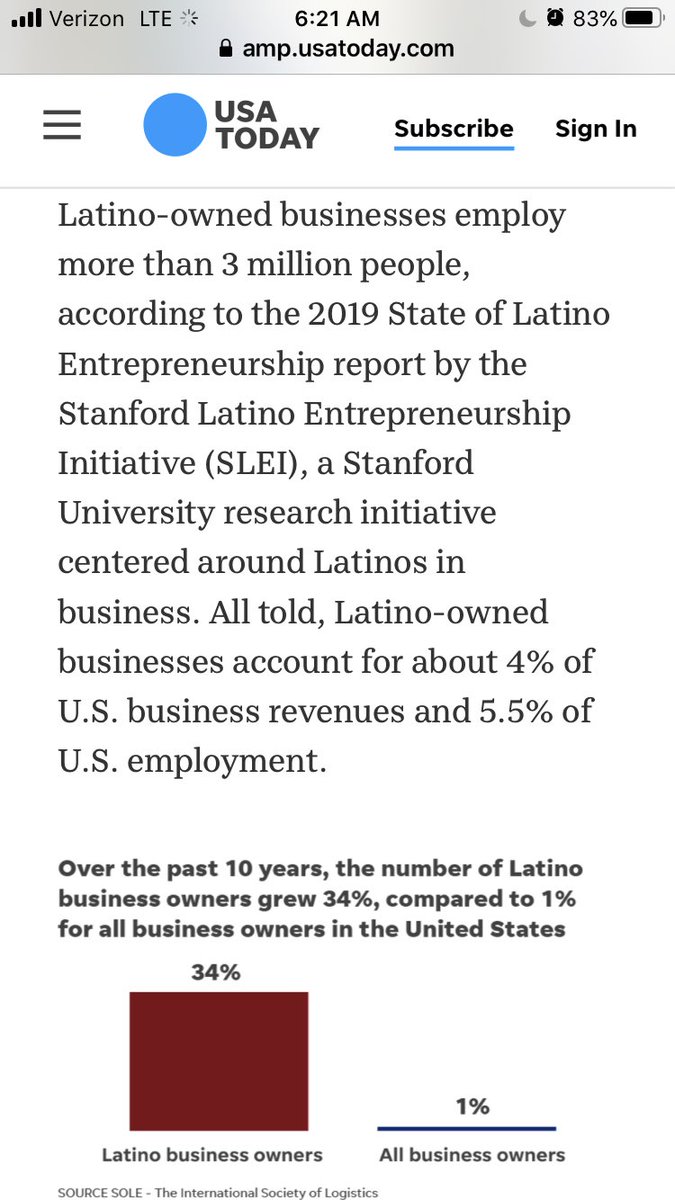 Verizon LTE 6:21 AM 83%
amp.usatoday.com
USA
TODAY
Subscribe Sign In
Latino-owned businesses employ
more than 3 million people,
according to the 2019 State of Latino
Entrepreneurship report by the
Stanford Latino Entrepreneurship
Initiative (SLEI), a Stanford
University research initiative
centered around Latinos in
business. All told, Latino-owned
businesses account for about 4% of
U.S. business revenues and 5.5% of
U.S. employment.
Over the past 10 years, the number of Latino
business owners grew 34%, compared to 1%
for all business owners in the United States
34%
1%
Latino business owners All business owners
SOURCE SOLE - The International Society of Logistics